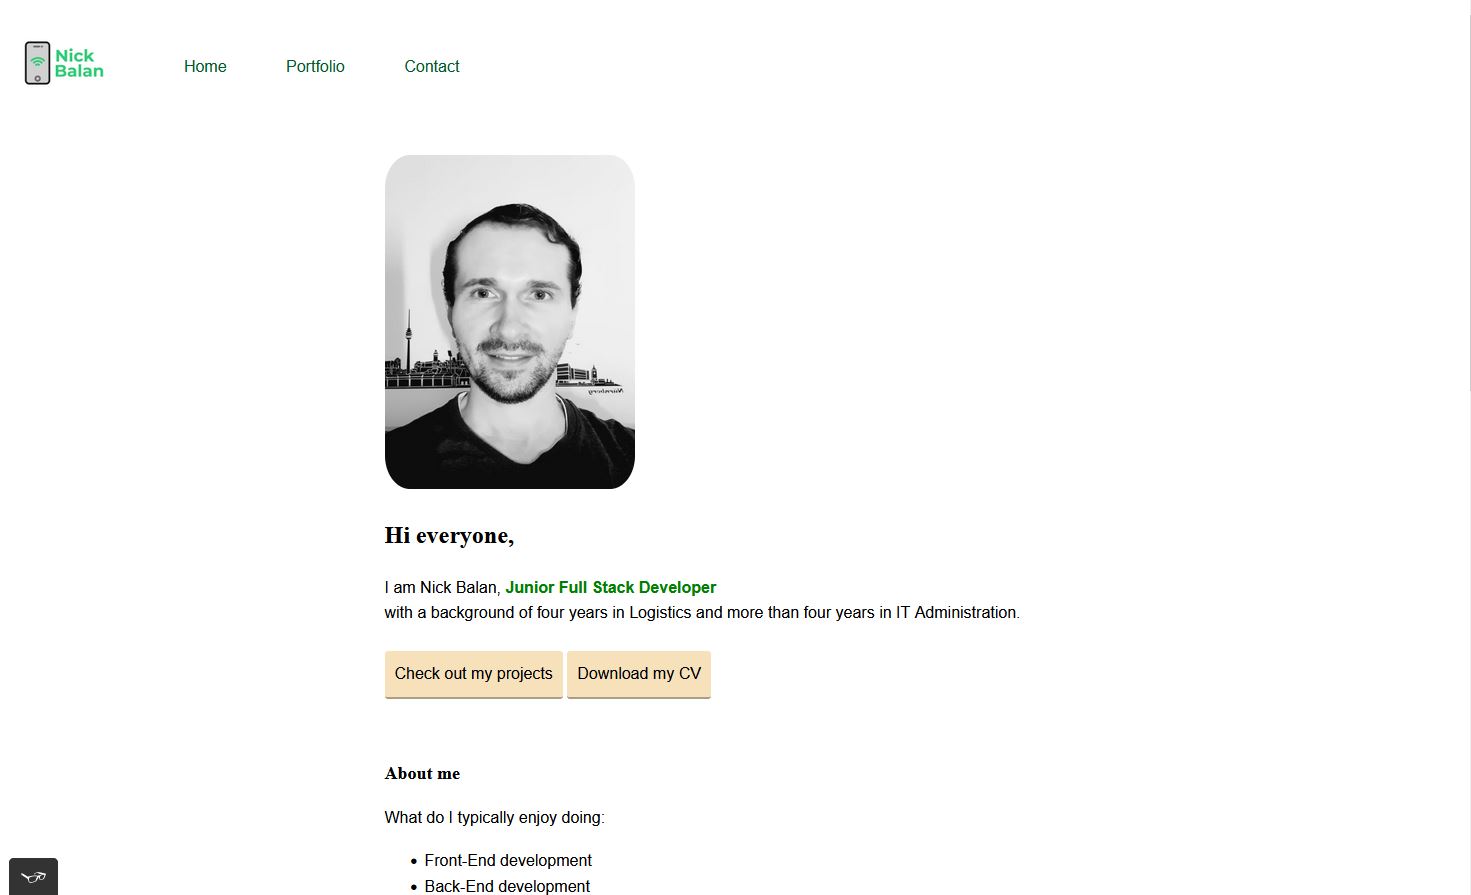 Nick
Balan
Home
Portfolio
Contact
Nürnberg
Hi everyone,
I am Nick Balan, Junior Full Stack Developer
with a background of four years in Logistics and more than four years in IT Administration.
Check out my projects
Download my CV
About me
What do I typically enjoy doing:
Front-End development
Back-End development